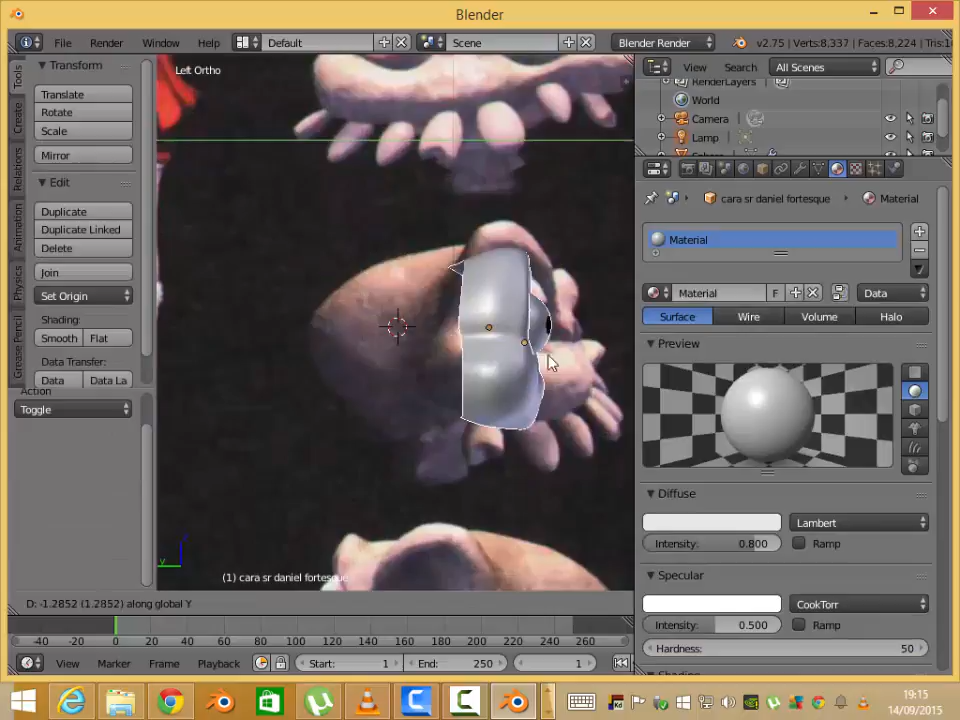 Blender
File Render Window Help Default Scene Blender Render v2.75 | Verts:8,337 | Faces:8,224 | Tris:1
Transform
Translate
Rotate
Scale
Mirror
Edit
Duplicate
Duplicate Linked
Delete
Join
Set Origin
Shading:
Smooth Flat
Data Transfer:
Data Data La
Action
Toggle
Tools
Create
Relations
Animation
Physics
Grease Pencil
Left Ortho
(1) cara sr daniel fortesque
D: -1.2852 (1.2852) along global Y
View Search All Scenes
RenderLayers
World
Camera
Lamp
cara sr daniel fortesque Material
Material
Material F Data
Surface Wire Volume Halo
Preview
Diffuse
Lambert
Intensity: 0.800 Ramp
Specular
CookTorr
Intensity: 0.500 Ramp
Hardness: 50
-40 -20 0 20 40 60 80 100 120 140 160 180 200 220 240 260
View Marker Frame Playback Start: 1 End: 250 1
19:15
14/09/2015